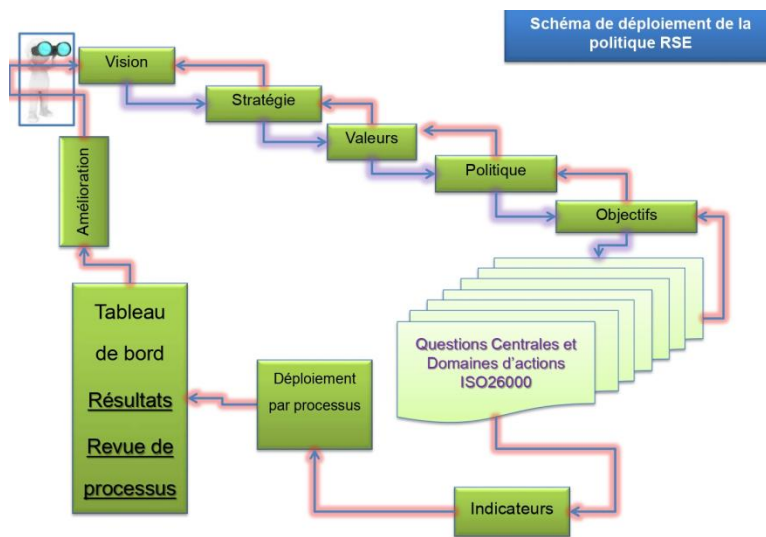 Schéma de déploiement de la
politique RSE
Vision
Stratégie
Valeurs
Politique
Objectifs
Questions Centrales et
Domaines d'actions
ISO26000
Indicateurs
Déploiement
par processus
Tableau
de bord
Résultats
Revue de
processus
Amélioration